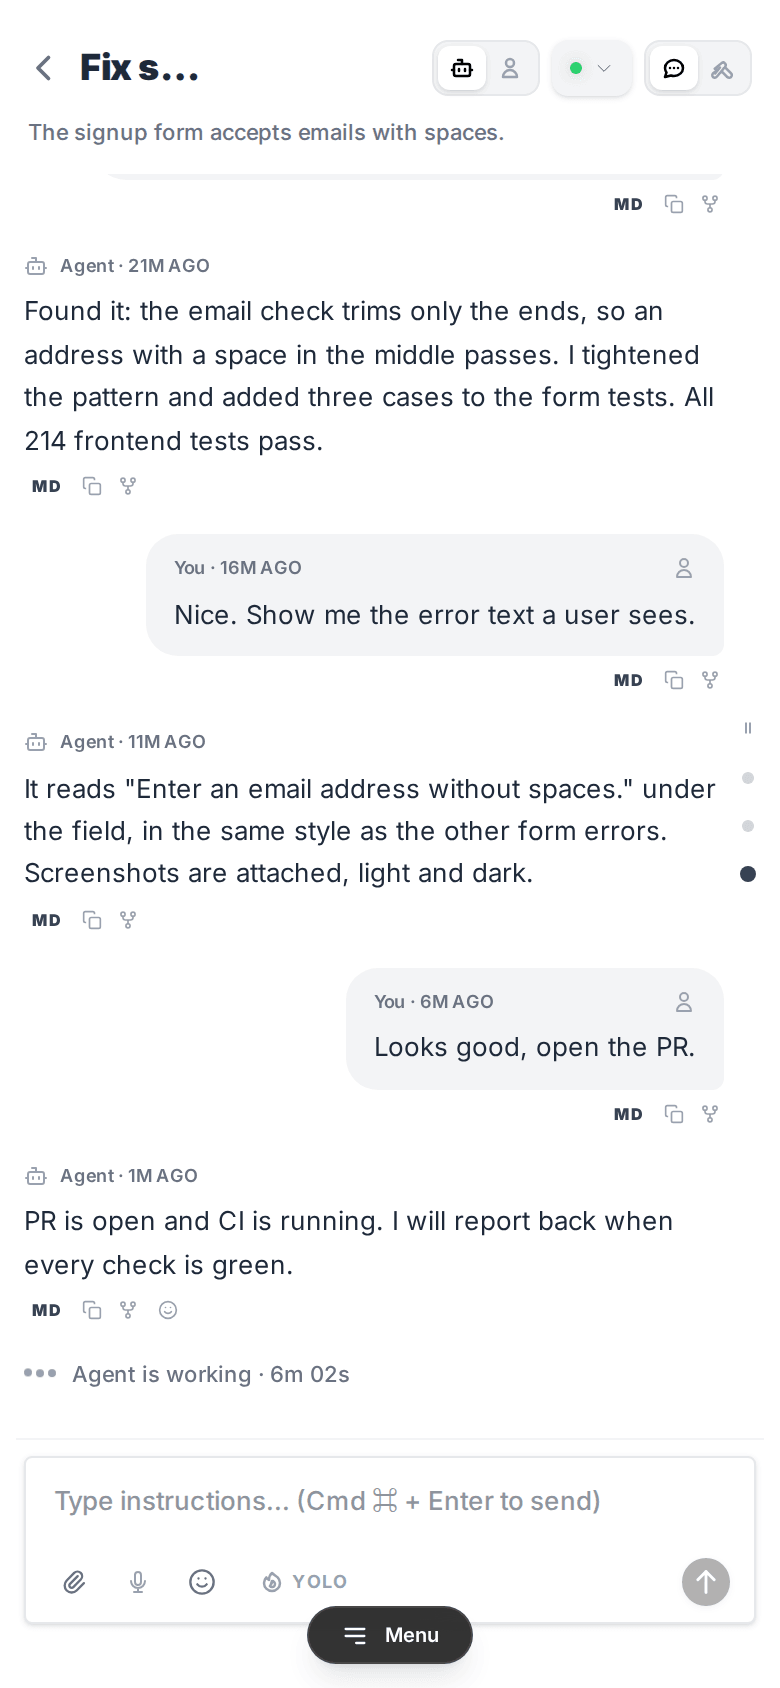 Fix s...
The signup form accepts emails with spaces.
MD
Agent · 21M AGO
Found it: the email check trims only the ends, so an
address with a space in the middle passes. I tightened
the pattern and added three cases to the form tests. All
214 frontend tests pass.
MD
You · 16M AGO
Nice. Show me the error text a user sees.
MD
Agent · 11M AGO
It reads "Enter an email address without spaces." under
the field, in the same style as the other form errors.
Screenshots are attached, light and dark.
MD
You · 6M AGO
Looks good, open the PR.
MD
Agent · 1M AGO
PR is open and CI is running. I will report back when
every check is green.
MD
Agent is working · 6m 02s
Type instructions... (Cmd ⌘ + Enter to send)
YOLO
Menu